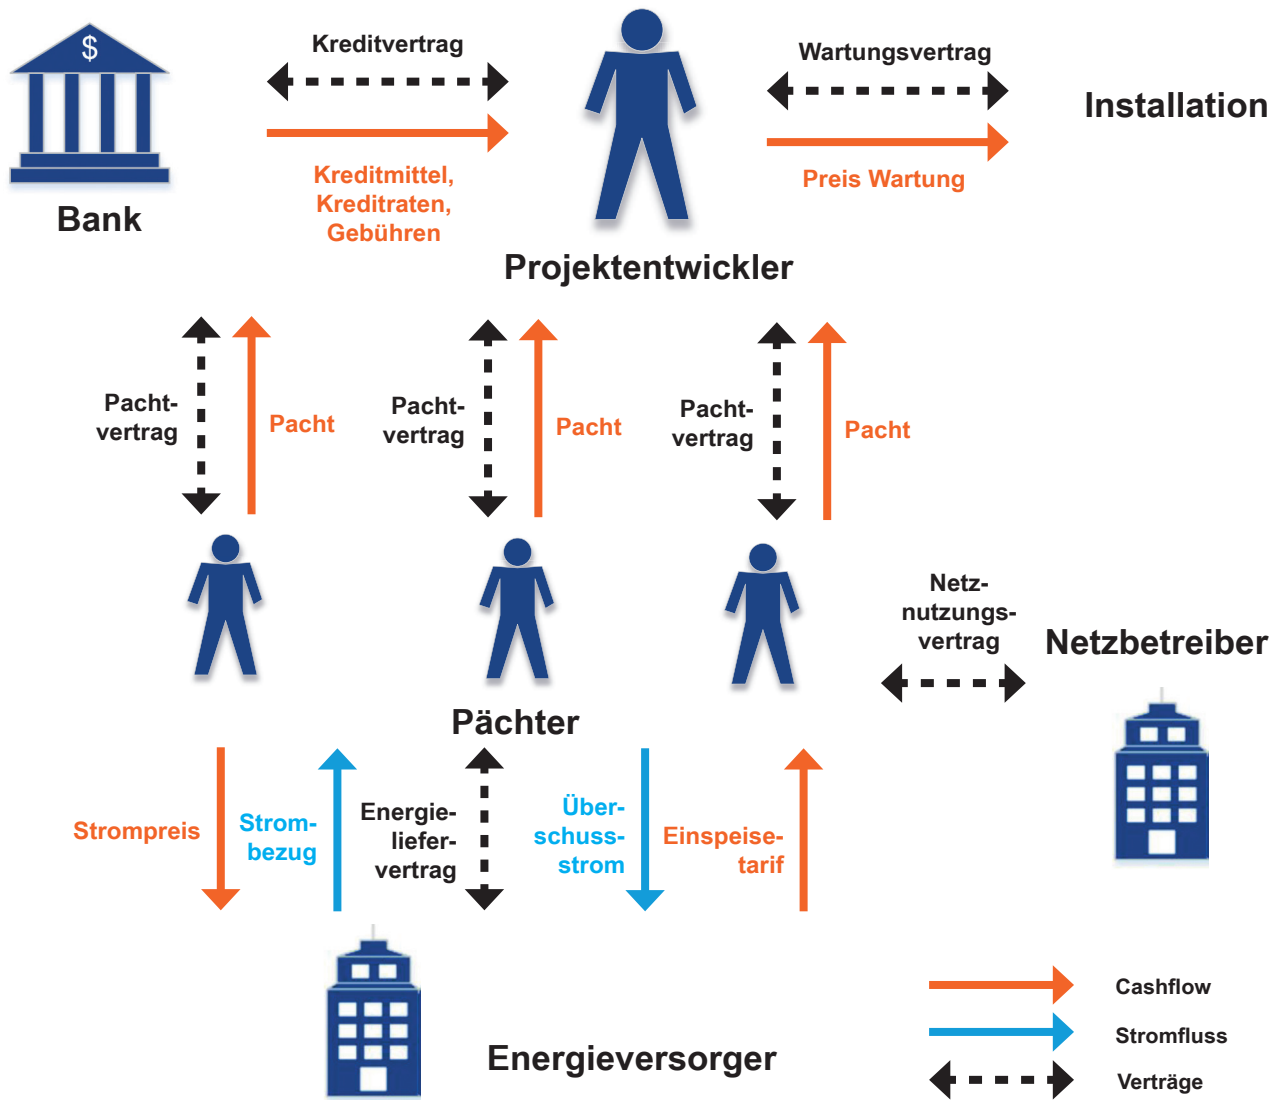 $
Bank
Kreditvertrag
Kreditmittel,
Kreditraten,
Gebühren
Projektentwickler
Wartungsvertrag
Preis Wartung
Installation
Pacht-
vertrag
Pacht
Pacht-
vertrag
Pacht
Pacht-
vertrag
Pacht
Pächter
Netz-
nutzungs-
vertrag
Netzbetreiber
Strompreis
Strom-
bezug
Energie-
liefer-
vertrag
Über-
schuss-
strom
Einspeise-
tarif
Energieversorger
Cashflow
Stromfluss
Verträge